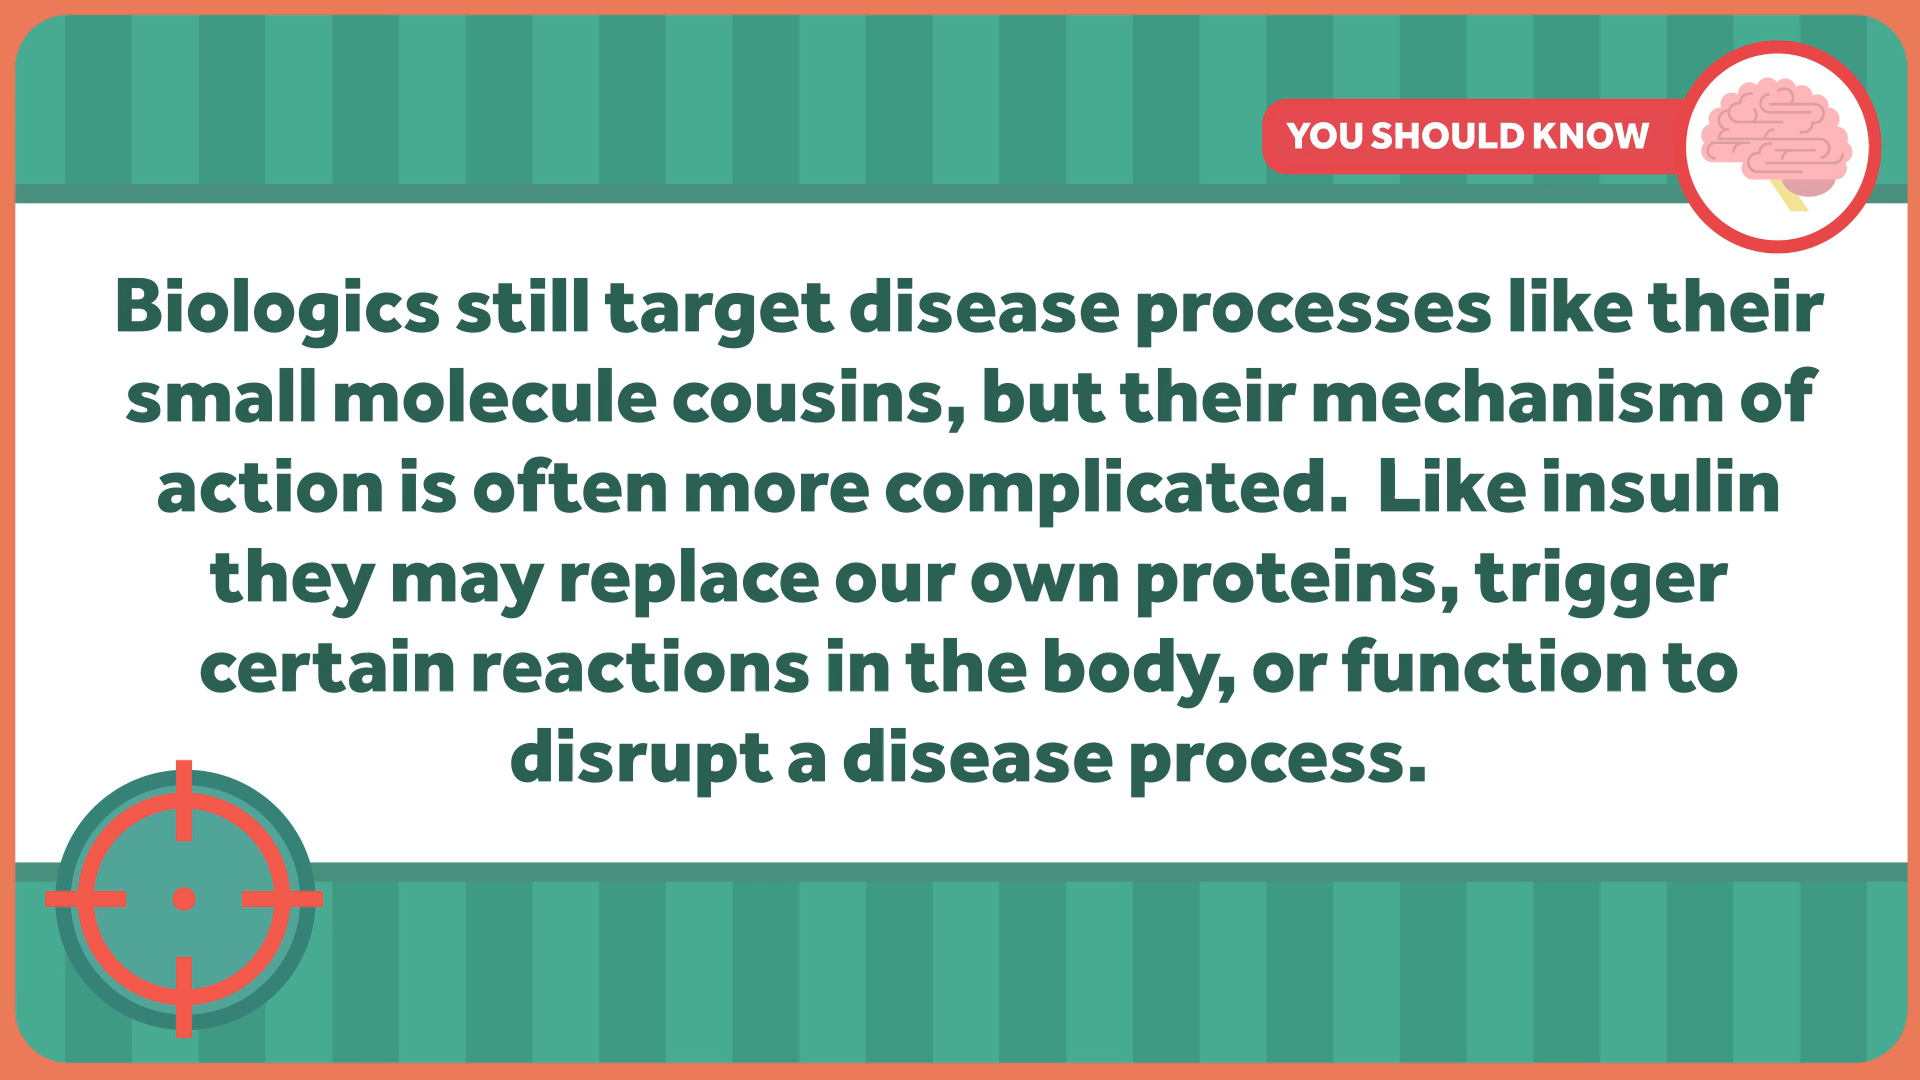 YOU SHOULD KNOW
Biologics still target disease processes like their
small molecule cousins, but their mechanism of
action is often more complicated.  Like insulin
they may replace our own proteins, trigger
certain reactions in the body, or function to
disrupt a disease process.